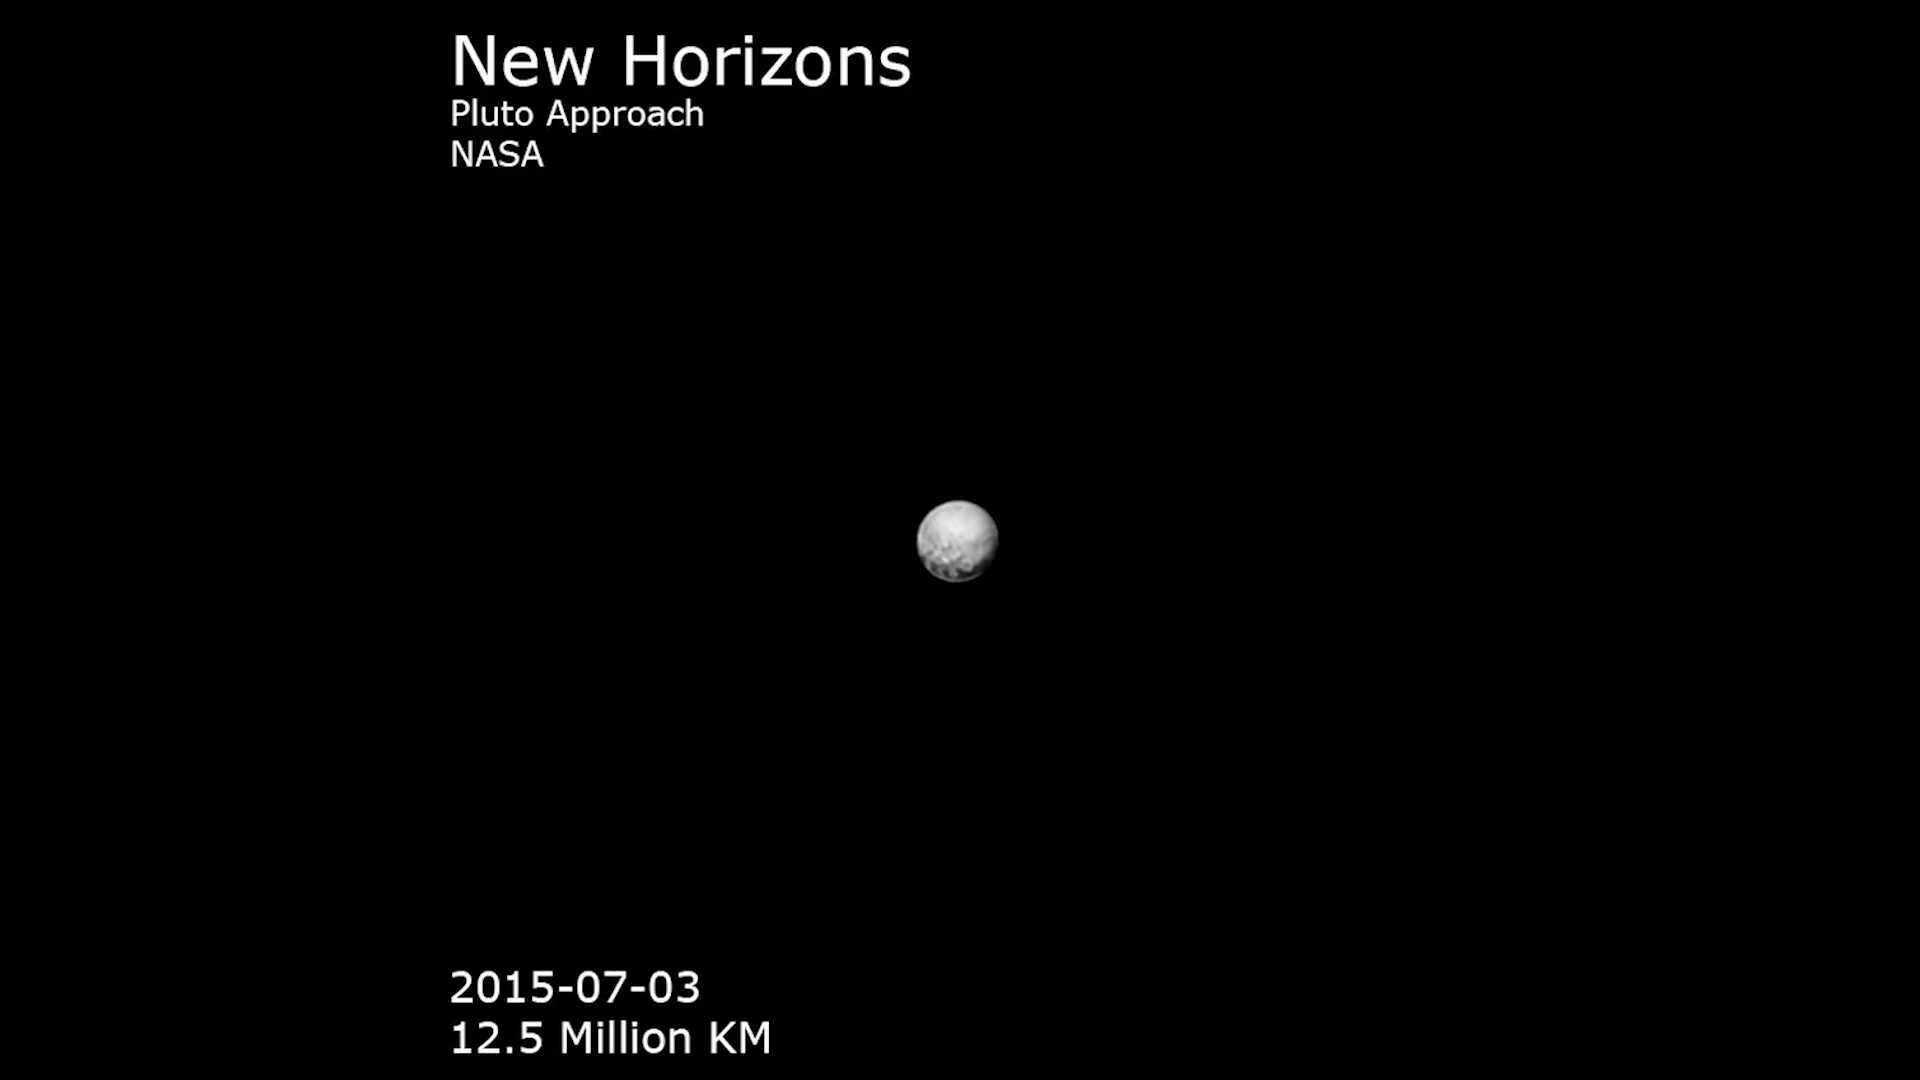 New Horizons
Pluto Approach
NASA
2015-07-03
12.5 Million KM